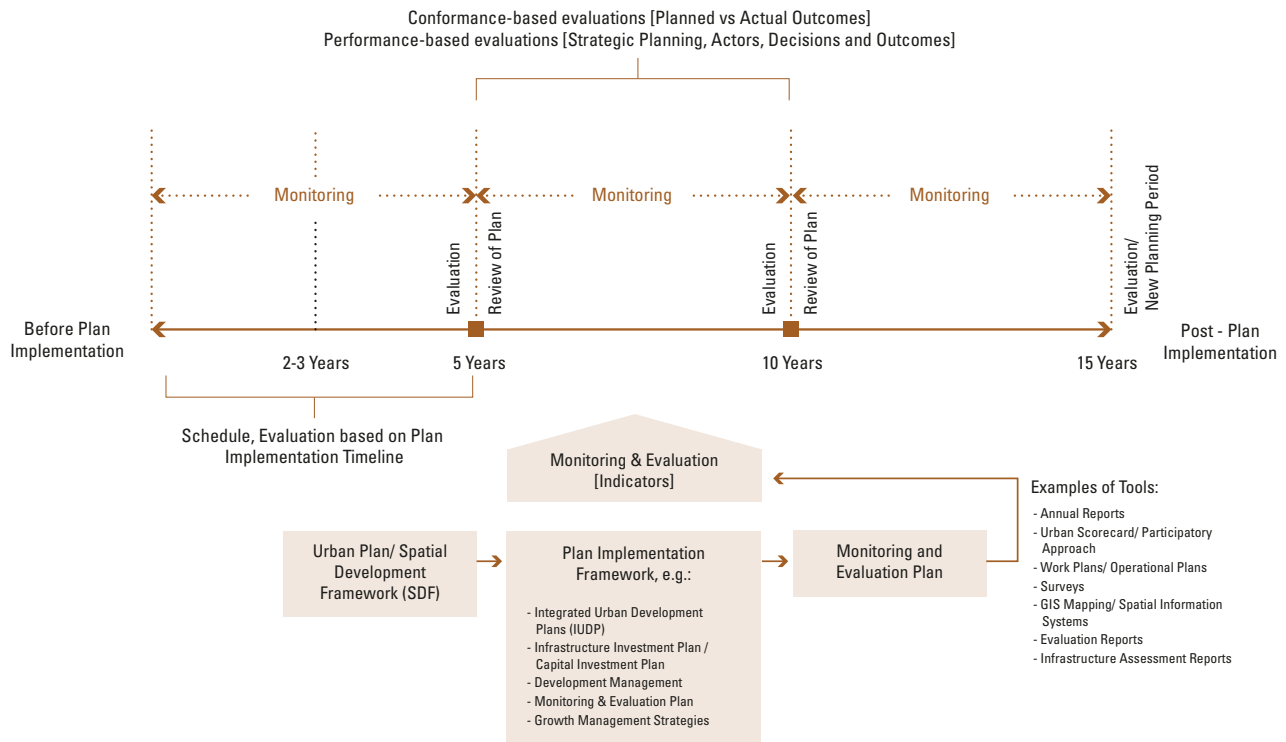 Conformance-based evaluations [Planned vs Actual Outcomes]
Performance-based evaluations [Strategic Planning, Actors, Decisions and Outcomes]
Monitoring
Monitoring
Monitoring
Evaluation
Review of Plan
Evaluation
Review of Plan
Evaluation/
New Planning Period
Before Plan
Implementation
Post - Plan
Implementation
2-3 Years
5 Years
10 Years
15 Years
Schedule, Evaluation based on Plan
Implementation Timeline
Monitoring & Evaluation
[Indicators]
Urban Plan/ Spatial
Development
Framework (SDF)
Plan Implementation
Framework, e.g.:
- Integrated Urban Development
Plans (IUDP)
- Infrastructure Investment Plan /
Capital Investment Plan
- Development Management
- Monitoring & Evaluation Plan
- Growth Management Strategies
Monitoring and
Evaluation Plan
Examples of Tools:
- Annual Reports
- Urban Scorecard/ Participatory
Approach
- Work Plans/ Operational Plans
- Surveys
- GIS Mapping/ Spatial Information
Systems
- Evaluation Reports
- Infrastructure Assessment Reports